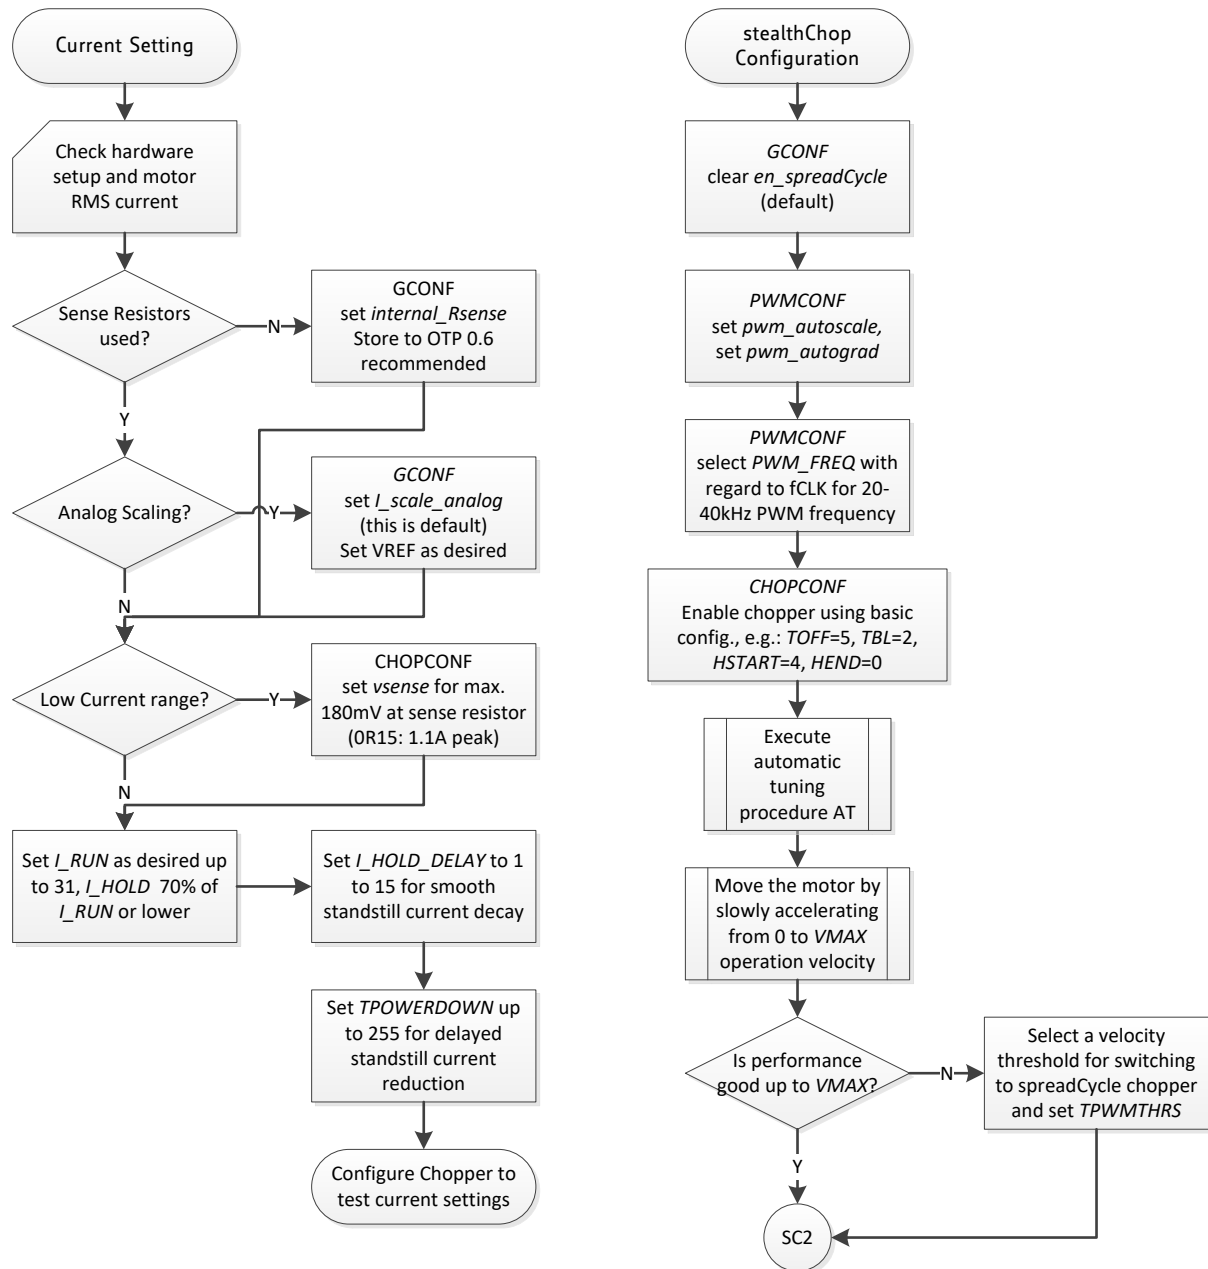 Current Setting
Check hardware
setup and motor
RMS current
Sense Resistors
used?
N
GCONF
set internal_Rsense
Store to OTP 0.6
recommended
Y
Analog Scaling?
Y
GCONF
set I_scale_analog
(this is default)
Set VREF as desired
N
Low Current range?
Y
CHOPCONF
set vsense for max.
180mV at sense resistor
(0R15: 1.1A peak)
N
Set I_RUN as desired up
to 31, I_HOLD 70% of
I_RUN or lower
Set I_HOLD_DELAY to 1
to 15 for smooth
standstill current decay
Set TPOWERDOWN up
to 255 for delayed
standstill current
reduction
Configure Chopper to
test current settings
stealthChop
Configuration
GCONF
clear en_spreadCycle
(default)
PWMCONF
set pwm_autoscale,
set pwm_autograd
PWMCONF
select PWM_FREQ with
regard to fCLK for 20-
40kHz PWM frequency
CHOPCONF
Enable chopper using basic
config., e.g.: TOFF=5, TBL=2,
HSTART=4, HEND=0
Execute
automatic
tuning
procedure AT
Move the motor by
slowly accelerating
from 0 to VMAX
operation velocity
Is performance
good up to VMAX?
N
Select a velocity
threshold for switching
to spreadCycle chopper
and set TPWMTHRS
Y
SC2